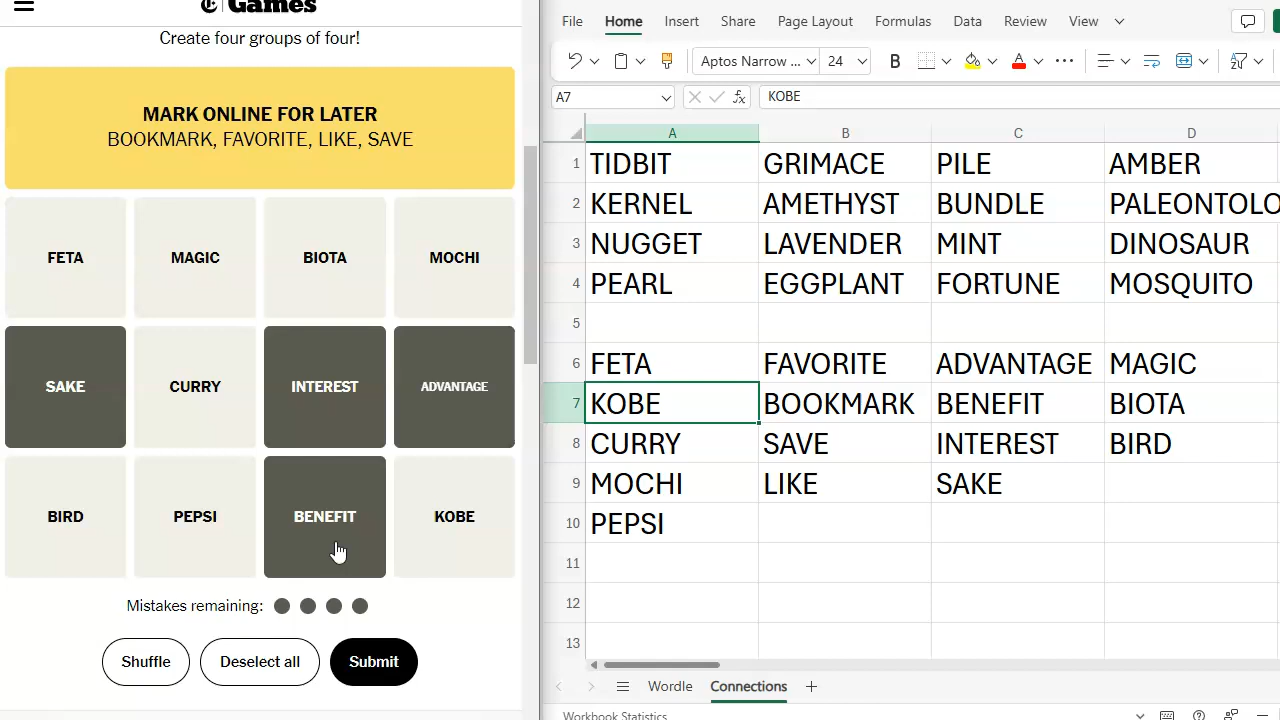 Games
Create four groups of four!
MARK ONLINE FOR LATER
BOOKMARK, FAVORITE, LIKE, SAVE
FETA MAGIC BIOTA MOCHI
SAKE CURRY INTEREST ADVANTAGE
BIRD PEPSI BENEFIT KOBE
Mistakes remaining:
Shuffle Deselect all Submit
File Home Insert Share Page Layout Formulas Data Review View
Aptos Narrow ... 24 B A
A7 fx KOBE
A B C D
1 TIDBIT GRIMACE PILE AMBER
2 KERNEL AMETHYST BUNDLE PALEONTOLO
3 NUGGET LAVENDER MINT DINOSAUR
4 PEARL EGGPLANT FORTUNE MOSQUITO
5
6 FETA FAVORITE ADVANTAGE MAGIC
7 KOBE BOOKMARK BENEFIT BIOTA
8 CURRY SAVE INTEREST BIRD
9 MOCHI LIKE SAKE
10 PEPSI
11
12
13
Wordle Connections
Workbook Statistics